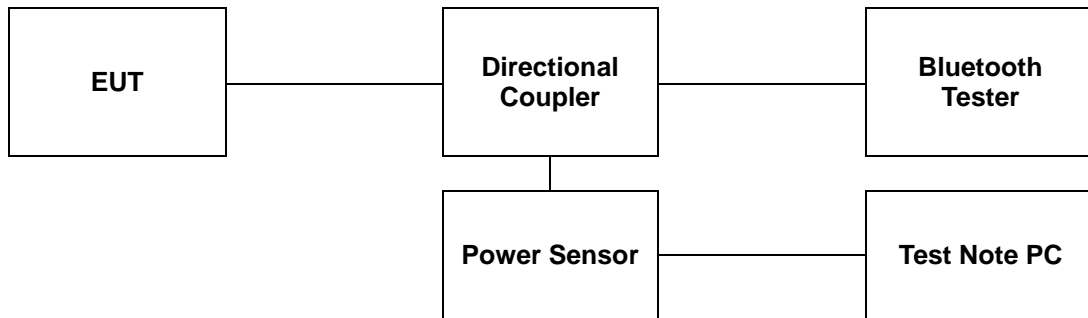 EUT
Directional
Coupler
Bluetooth
Tester
Power Sensor
Test Note PC